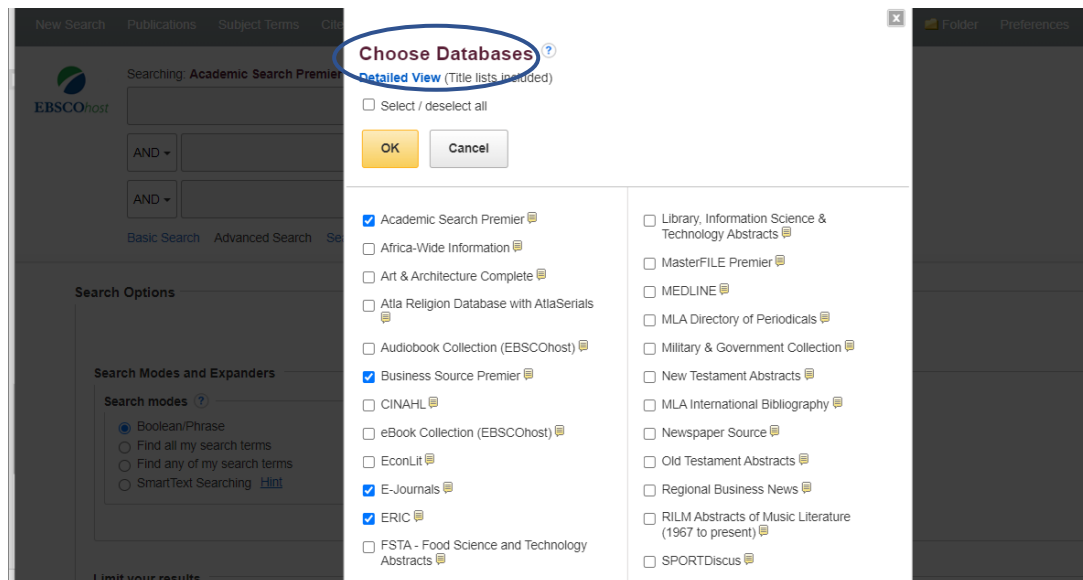 New Search Publications Subject Terms Cite
Folder Preferences
EBSCOhost
Searching: Academic Search Premier
AND
AND
Basic Search Advanced Search Se
Search Options
Search Modes and Expanders
Search modes ?
Boolean/Phrase
Find all my search terms
Find any of my search terms
SmartText Searching Hint
Limit your results
x
Choose Databases ?
Detailed View (Title lists included)
Select / deselect all
OK Cancel
Academic Search Premier
Africa-Wide Information
Art & Architecture Complete
Atla Religion Database with AtlaSerials
Audiobook Collection (EBSCOhost)
Business Source Premier
CINAHL
eBook Collection (EBSCOhost)
EconLit
E-Journals
ERIC
FSTA - Food Science and Technology
Abstracts
Library, Information Science &
Technology Abstracts
MasterFILE Premier
MEDLINE
MLA Directory of Periodicals
Military & Government Collection
New Testament Abstracts
MLA International Bibliography
Newspaper Source
Old Testament Abstracts
Regional Business News
RILM Abstracts of Music Literature
(1967 to present)
SPORTDiscus